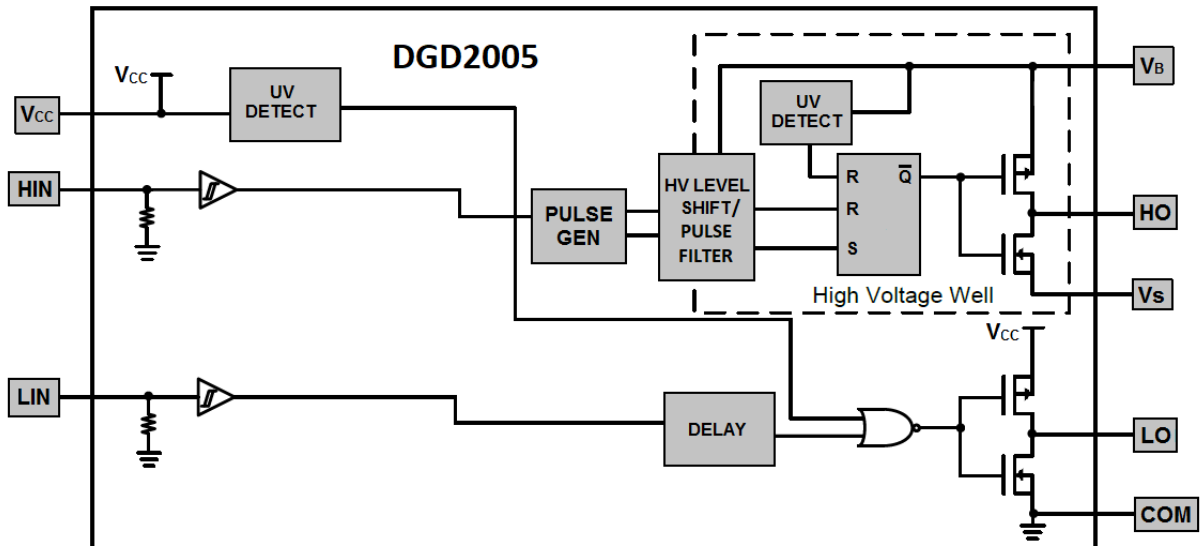 DGD2005
VCC
VCC
UV
DETECT
VB
UV
DETECT
HIN
HV LEVEL
SHIFT/
PULSE
FILTER
R
Q̅
R
S
PULSE
GEN
HO
High Voltage Well
Vs
VCC
LIN
DELAY
LO
COM